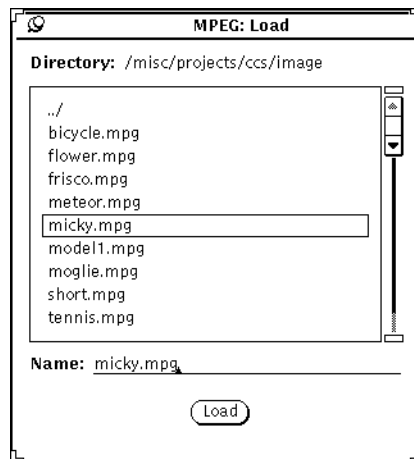 MPEG: Load
Directory: /misc/projects/ccs/image
../
bicycle.mpg
flower.mpg
frisco.mpg
meteor.mpg
micky.mpg
model1.mpg
moglie.mpg
short.mpg
tennis.mpg
Name: micky.mpg
Load